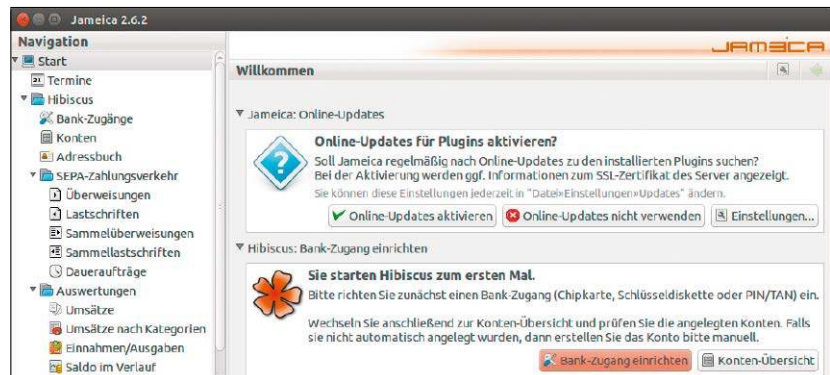 Jameica 2.6.2
Navigation
Start
Termine
Hibiscus
Bank-Zugänge
Konten
Adressbuch
SEPA-Zahlungsverkehr
Überweisungen
Lastschriften
Sammelüberweisungen
Sammellastschriften
Daueraufträge
Auswertungen
Umsätze
Umsätze nach Kategorien
Einnahmen/Ausgaben
Saldo im Verlauf
JAMEICA
Willkommen
Jameica: Online-Updates
Online-Updates für Plugins aktivieren?
Soll Jameica regelmäßig nach Online-Updates zu den installierten Plugins suchen?
Bei der Aktivierung werden ggf. Informationen zum SSL-Zertifikat des Server angezeigt.
Sie können diese Einstellungen jederzeit in "Datei»Einstellungen»Updates" ändern.
Online-Updates aktivieren Online-Updates nicht verwenden Einstellungen...
Hibiscus: Bank-Zugang einrichten
Sie starten Hibiscus zum ersten Mal.
Bitte richten Sie zunächst einen Bank-Zugang (Chipkarte, Schlüsseldiskette oder PIN/TAN) ein.
Wechseln Sie anschließend zur Konten-Übersicht und prüfen Sie die angelegten Konten. Falls
sie nicht automatisch angelegt wurden, dann erstellen Sie das Konto bitte manuell.
Bank-Zugang einrichten Konten-Übersicht